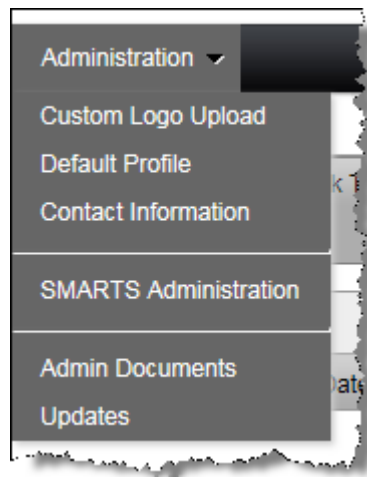 Administration
Custom Logo Upload
Default Profile
Contact Information
SMARTS Administration
Admin Documents
Updates